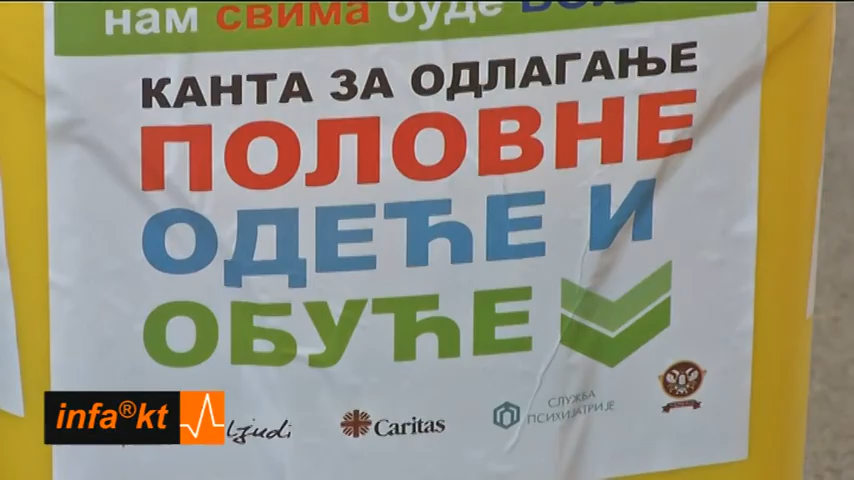 нам свима буде
КАНТА ЗА ОДЛАГАЊЕ
ПОЛОВНЕ
ОДЕЋЕ И
ОБУЋЕ
infa®kt
ljudi
Caritas
СЛУЖБА
ПСИХИЈАТРИЈЕ